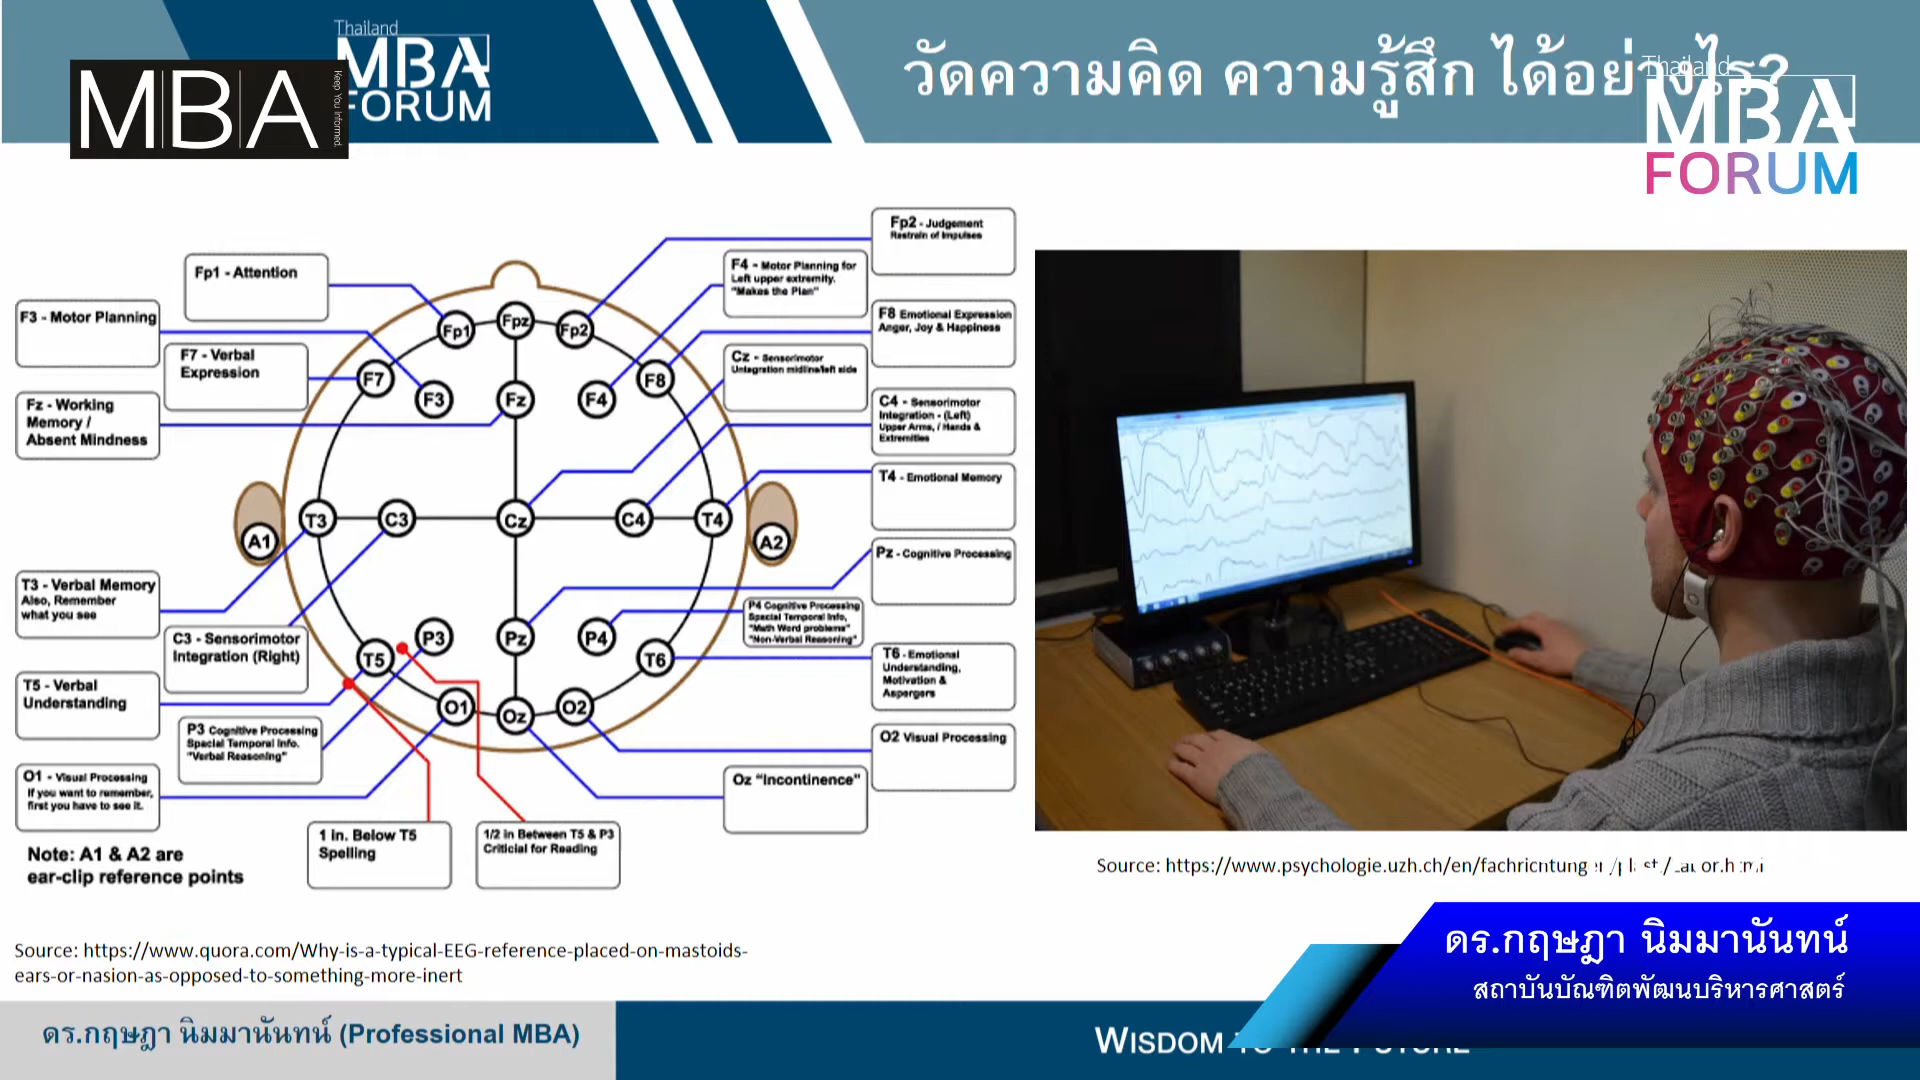 Thailand
MBA
FORUM
MBA
Keep You Informed.
วัดความคิด ความรู้สึก ได้อย่างไร?
Thailand
MBA
FORUM
Fp1 - Attention
F3 - Motor Planning
F7 - Verbal
Expression
Fz - Working
Memory /
Absent Mindness
T3 - Verbal Memory
Also, Remember
what you see
C3 - Sensorimotor
Integration (Right)
T5 - Verbal
Understanding
P3 Cognitive Processing
Special Temporal Info.
"Verbal Reasoning"
O1 - Visual Processing
If you want to remember,
first you have to see it.
Note: A1 & A2 are
ear-clip reference points
1 in. Below T5
Spelling
1/2 in Between T5 & P3
Criticial for Reading
Fp1
Fpz
Fp2
F7
F3
Fz
F4
F8
A1
T3
C3
Cz
C4
T4
A2
T5
P3
Pz
P4
T6
O1
Oz
O2
Fp2 - Judgement
Restrain of Impulses
F4 - Motor Planning for
Left upper extremity.
"Makes the Plan"
F8 Emotional Expression
Anger, Joy & Happiness
Cz - Sensorimotor
Untagration midline/left side
C4 - Sensorimotor
Integration - (Left)
Upper Arms, / Hands &
Extremities
T4 - Emotional Memory
Pz - Cognitive Processing
P4 Cognitive Processing
Special Temporal Info,
"Math Word problems"
"Non-Verbal Reasoning"
T6 - Emotional
Understanding,
Motivation &
Aspergers
O2 Visual Processing
Oz "Incontinence"
Source: https://www.psychologie.uzh.ch/en/fachrichtung
Source: https://www.quora.com/Why-is-a-typical-EEG-reference-placed-on-mastoids-
ears-or-nasion-as-opposed-to-something-more-inert
ดร.กฤษฎา นิมมานันทน์
สถาบันบัณฑิตพัฒนบริหารศาสตร์
ดร.กฤษฎา นิมมานันทน์ (Professional MBA)
WISDOM TO THE FUTURE